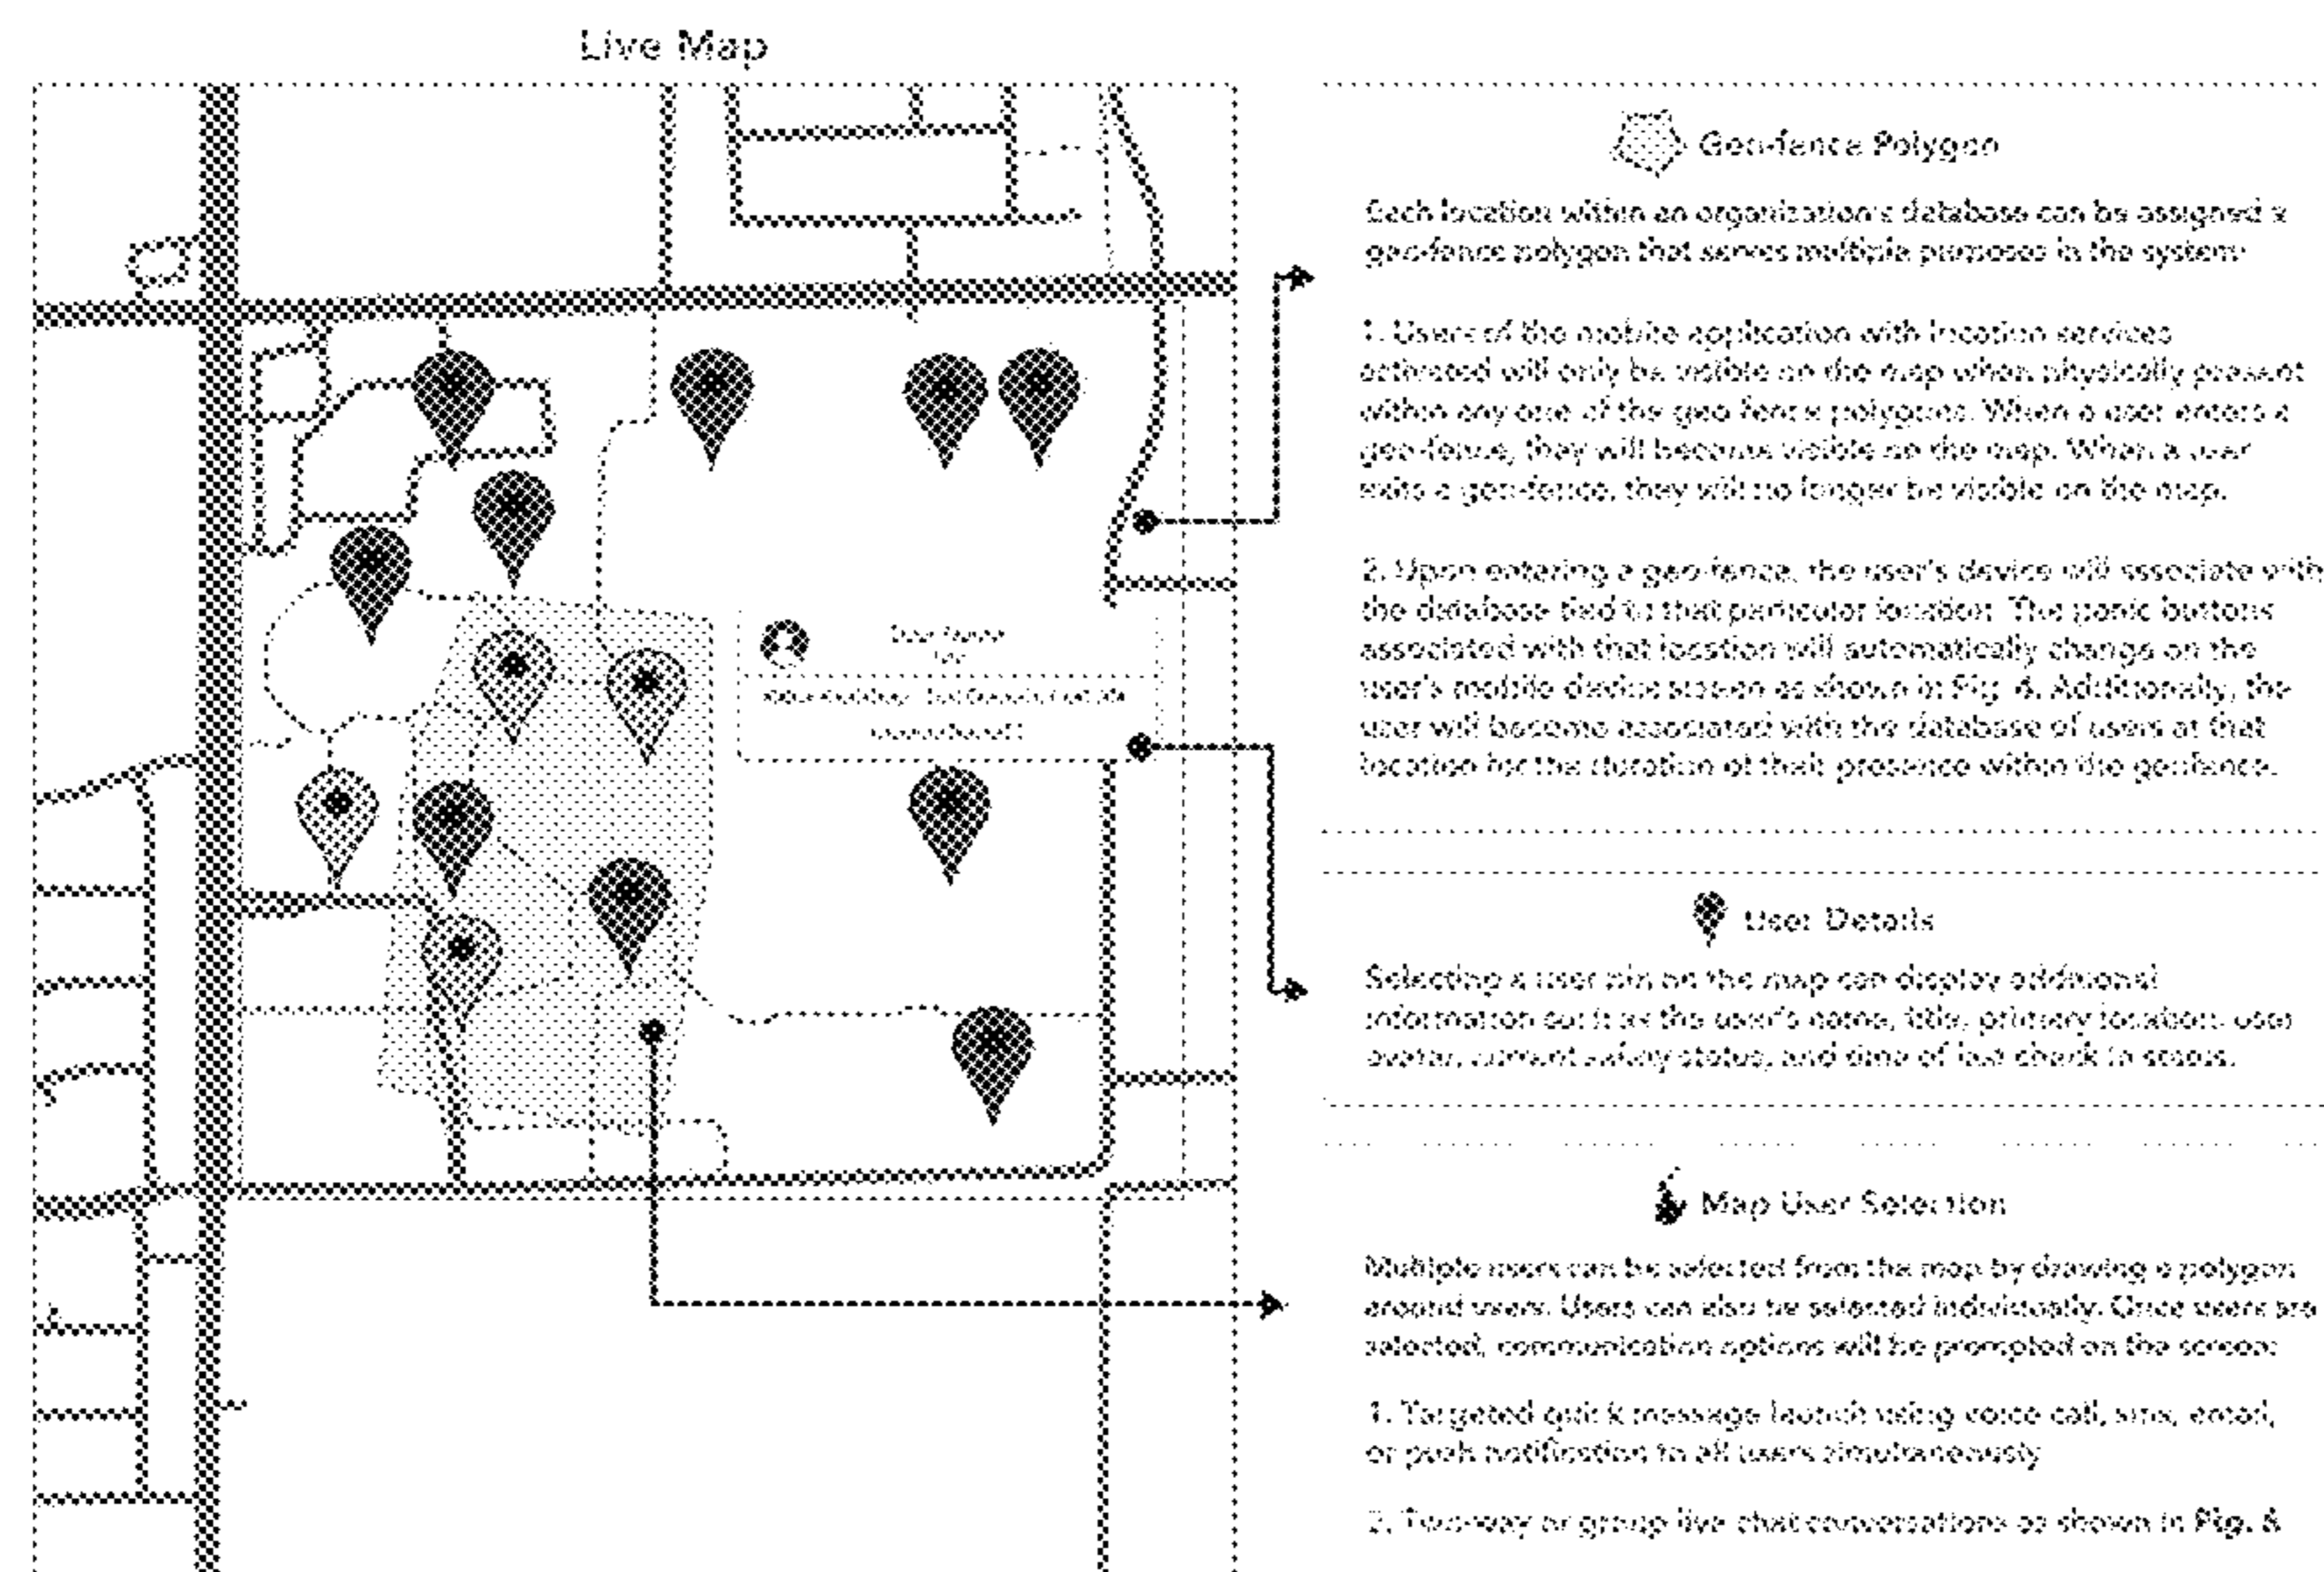 Live Map
Geo-fence Polygon
Each location within an organization's database can be assigned a
geo-fence polygon that serves multiple purposes in the system:
1. Users of the mobile application with location services
activated will only be visible on the map when physically present
within any one of the geo-fence polygons. When a user enters a
geo-fence, they will become visible on the map. When a user
exits a geo-fence, they will no longer be visible on the map.
2. Upon entering a geo-fence, the user's device will associate with
the database tied to that particular location. The panic buttons
associated with that location will automatically change on the
user's mobile device screen as shown in Fig. 4. Additionally, the
user will become associated with the database of users at that
location for the duration of their presence within the geofence.
User Name
Title
User Details
Selecting a user pin on the map can display additional
information such as the user's name, title, primary location, user
avatar, current safety status, and time of last check in status.
Map User Selection
Multiple users can be selected from the map by drawing a polygon
around users. Users can also be selected individually. Once users are
selected, communication options will be prompted on the screen:
1. Targeted quick message launch using voice call, sms, email,
or push notification to all users simultaneously
2. Two-way or group live chat conversations as shown in Fig.